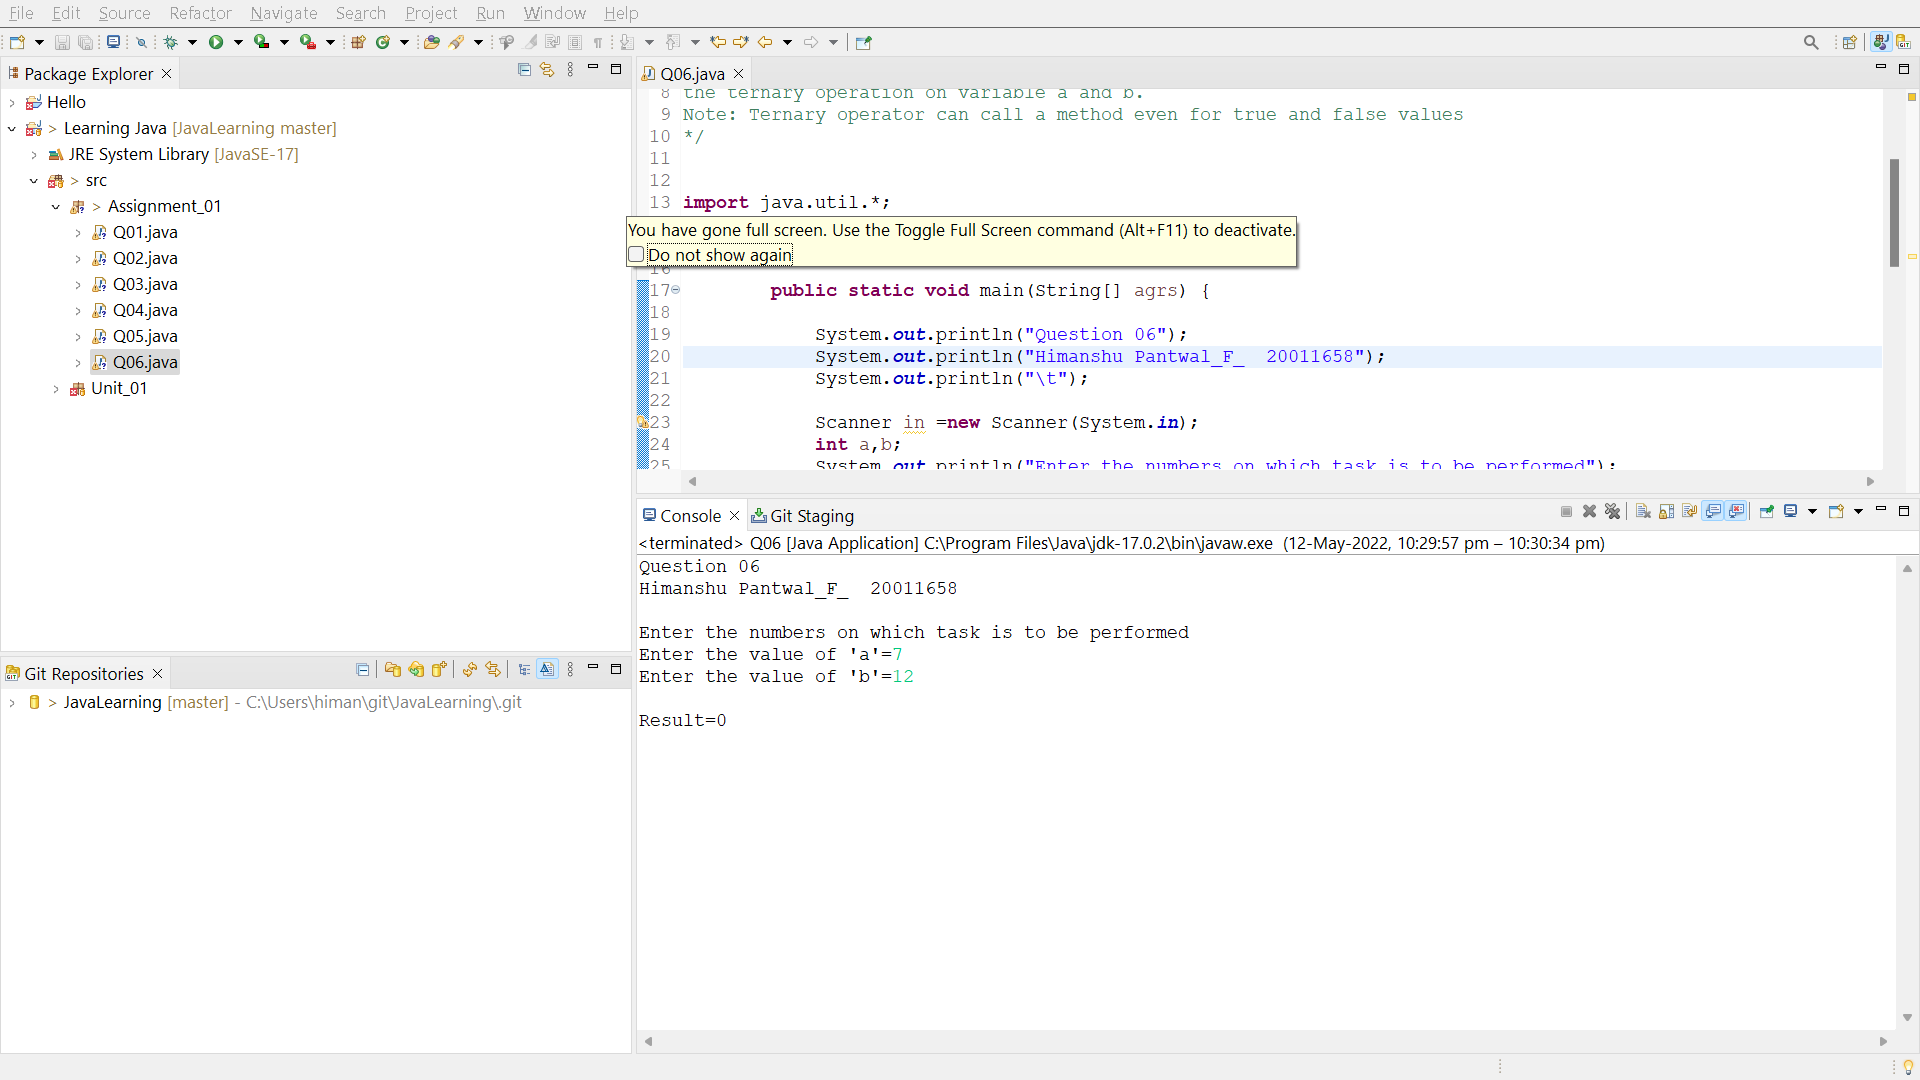 File Edit Source Refactor Navigate Search Project Run Window Help
Package Explorer
Hello
> Learning Java [JavaLearning master]
JRE System Library [JavaSE-17]
> src
> Assignment_01
Q01.java
Q02.java
Q03.java
Q04.java
Q05.java
Q06.java
Unit_01
Git Repositories
> JavaLearning [master] - C:\Users\himan\git\JavaLearning\.git
Q06.java
8 the ternary operation on variable a and b.
9 Note: Ternary operator can call a method even for true and false values
10 */
11
12
13 import java.util.*;
You have gone full screen. Use the Toggle Full Screen command (Alt+F11) to deactivate.
Do not show again
16
17 public static void main(String[] agrs) {
18
19 System.out.println("Question 06");
20 System.out.println("Himanshu Pantwal_F_  20011658");
21 System.out.println("\t");
22
23 Scanner in =new Scanner(System.in);
24 int a,b;
25 System.out.println("Enter the numbers on which task is to be performed");
Console Git Staging
<terminated> Q06 [Java Application] C:\Program Files\Java\jdk-17.0.2\bin\javaw.exe (12-May-2022, 10:29:57 pm – 10:30:34 pm)
Question 06
Himanshu Pantwal_F_  20011658
Enter the numbers on which task is to be performed
Enter the value of 'a'=7
Enter the value of 'b'=12
Result=0